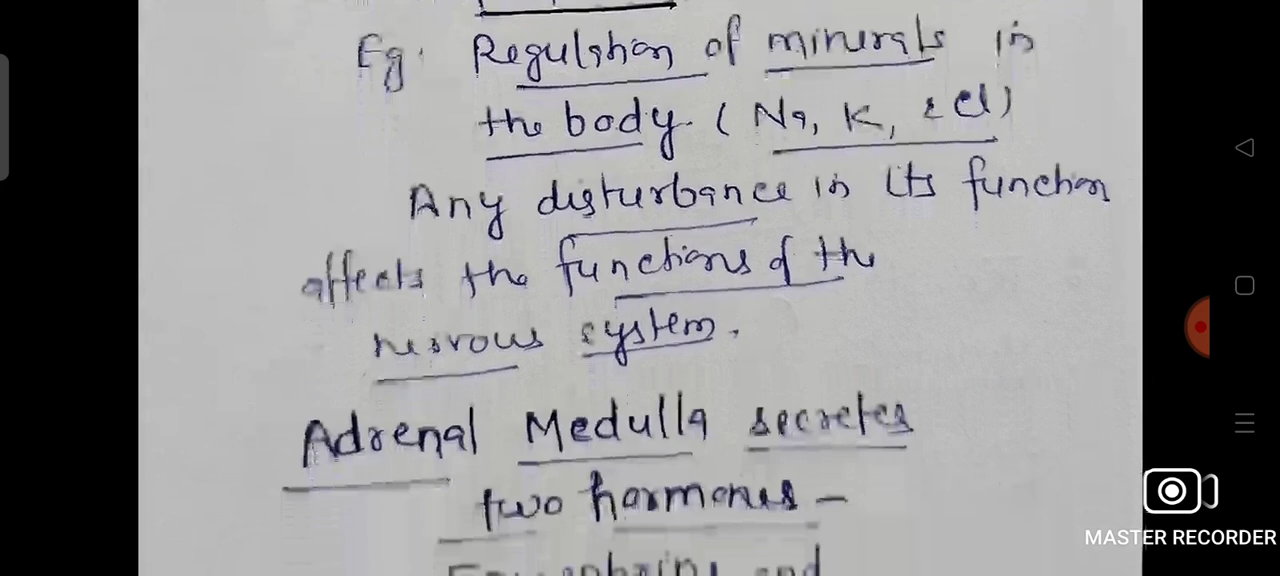 Eg: Regulation of minerals in
the body. (Na, K, & Cl)
Any disturbance in its function
affects the functions of the
nervous system.
Adrenal Medulla secretes
two hormones –
and
MASTER RECORDER